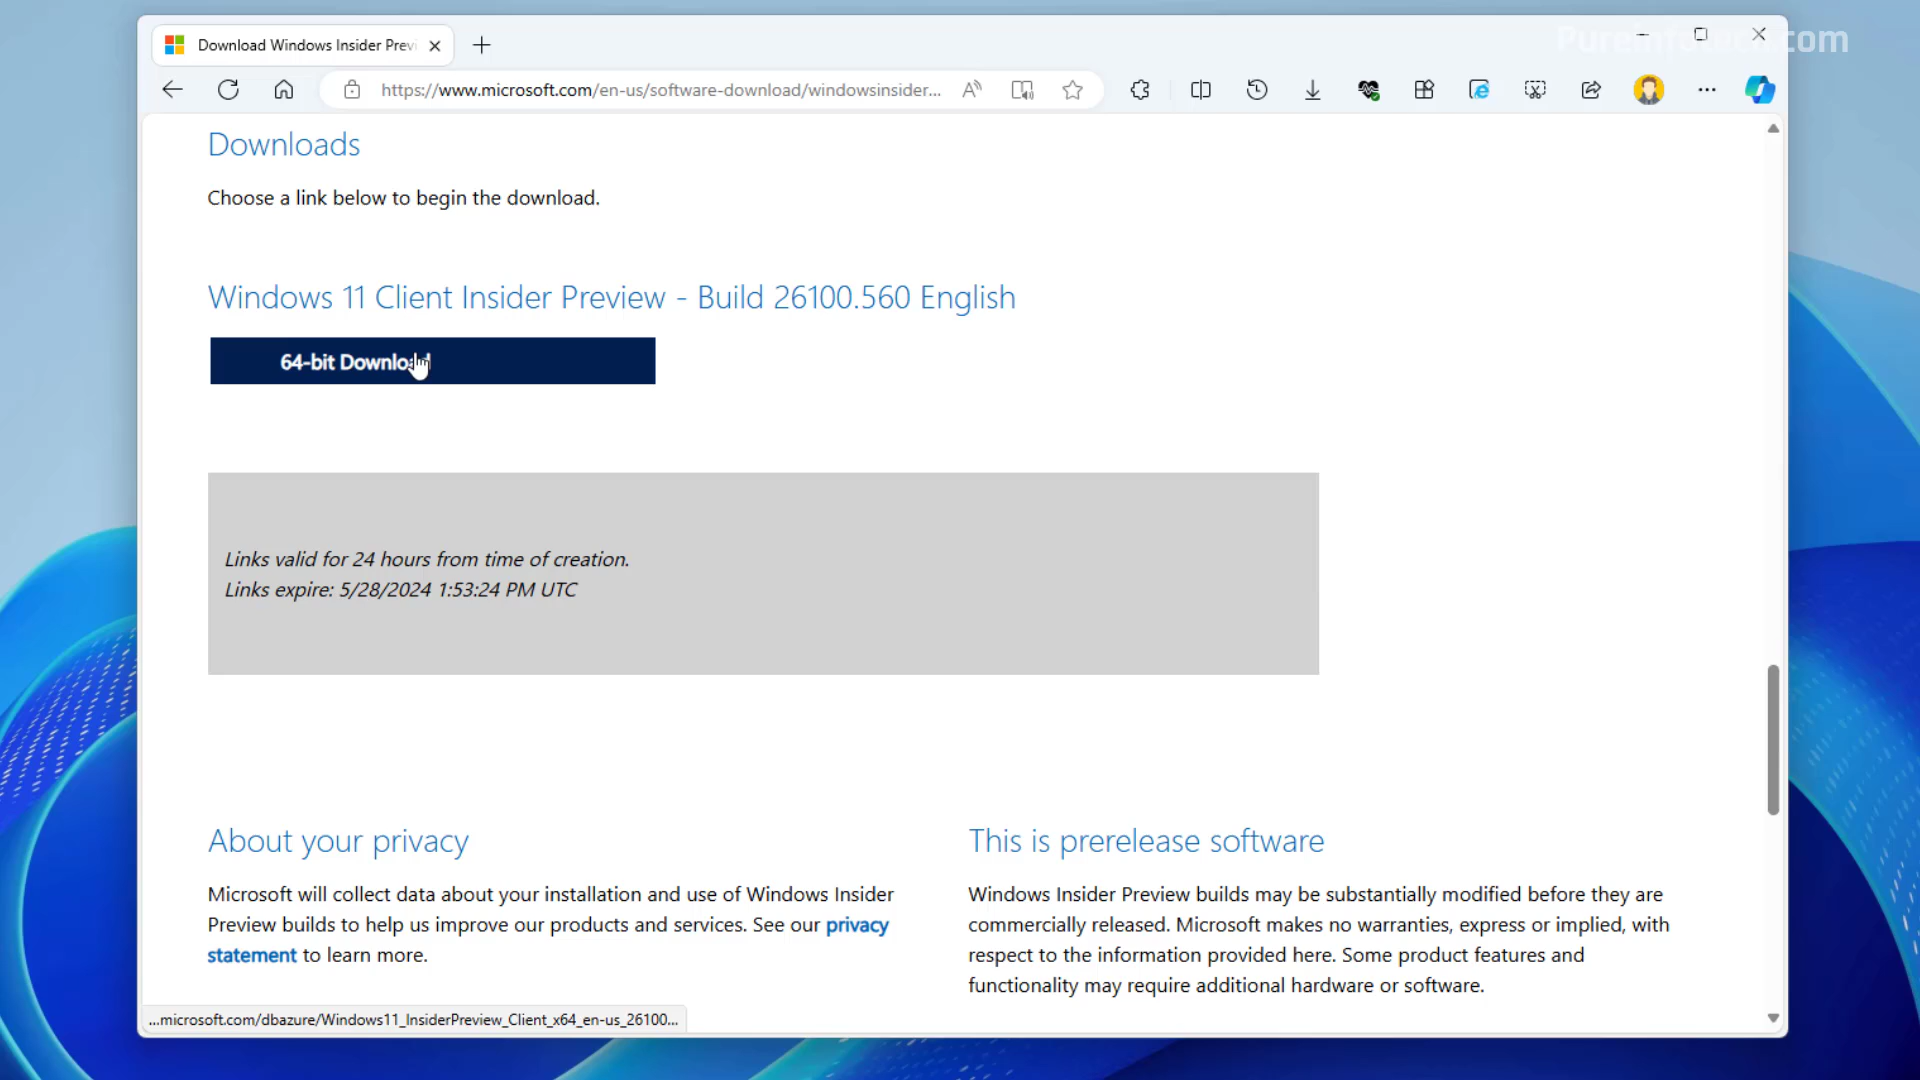 Download Windows Insider Previ
https://www.microsoft.com/en-us/software-download/windowsinsider...
Downloads
Choose a link below to begin the download.
Windows 11 Client Insider Preview - Build 26100.560 English
64-bit Download
Links valid for 24 hours from time of creation.
Links expire: 5/28/2024 1:53:24 PM UTC
About your privacy
Microsoft will collect data about your installation and use of Windows Insider
Preview builds to help us improve our products and services. See our privacy
statement to learn more.
This is prerelease software
Windows Insider Preview builds may be substantially modified before they are
commercially released. Microsoft makes no warranties, express or implied, with
respect to the information provided here. Some product features and
functionality may require additional hardware or software.
...microsoft.com/dbazure/Windows11_InsiderPreview_Client_x64_en-us_26100...